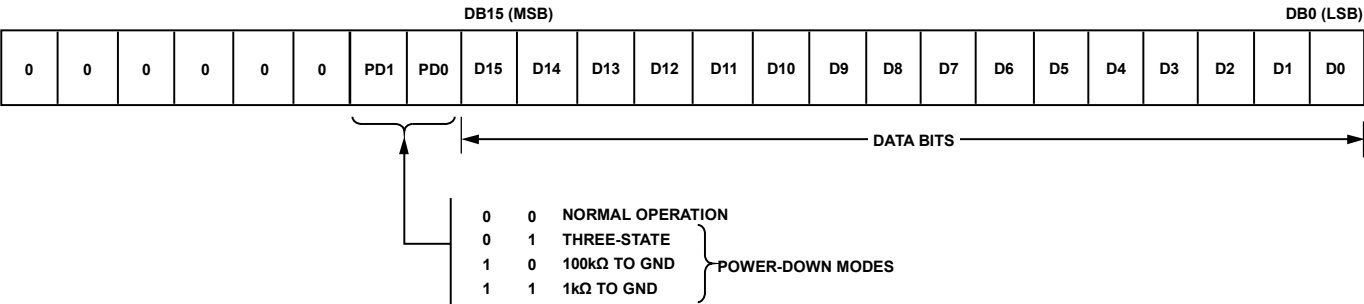 DB15 (MSB) DB0 (LSB)
0 0 0 0 0 0 PD1 PD0 D15 D14 D13 D12 D11 D10 D9 D8 D7 D6 D5 D4 D3 D2 D1 D0
DATA BITS
0 0 NORMAL OPERATION
0 1 THREE-STATE
1 0 100kΩ TO GND
POWER-DOWN MODES
1 1 1kΩ TO GND